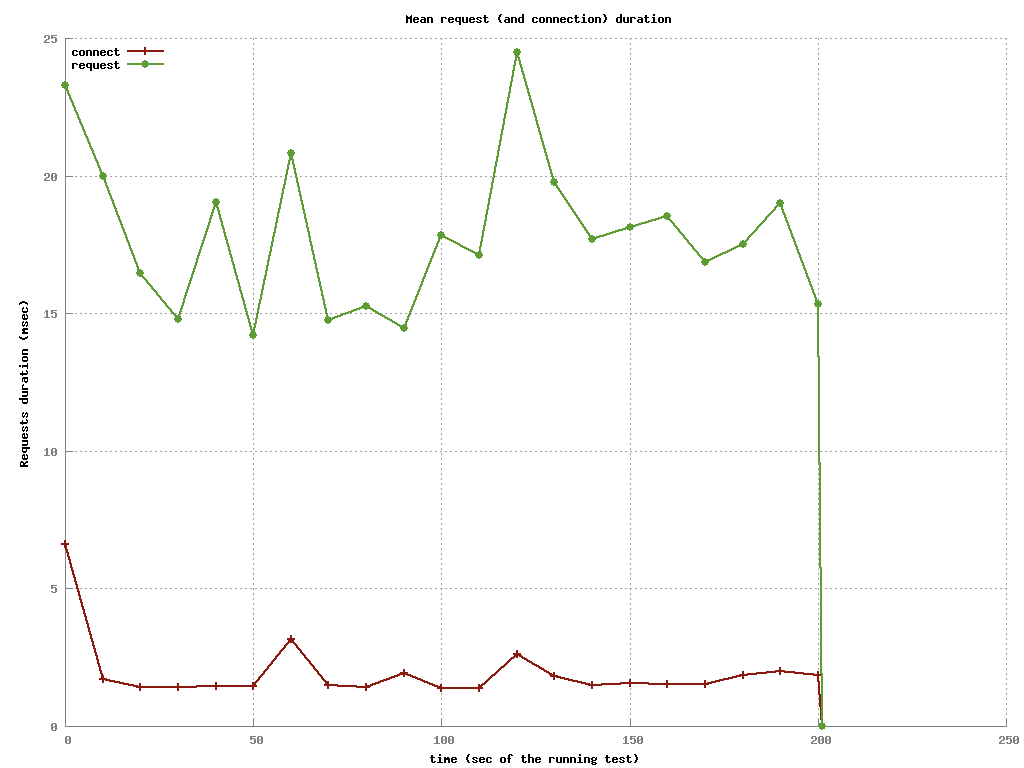 Mean request (and connection) duration
connect
request
25
20
15
10
5
0
Requests duration (msec)
0 50 100 150 200 250
time (sec of the running test)